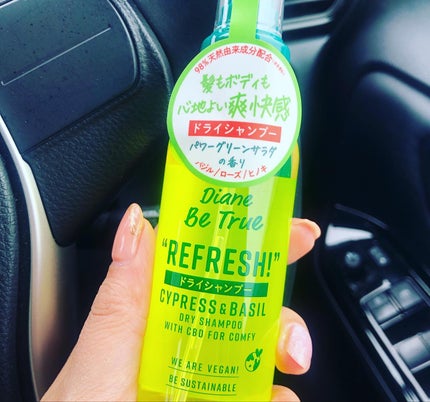 98%天然由来成分配合
髪もボディも
心地よい爽快感
ドライシャンプー
パワーグリーンサラダ
の香り
バジル/ローズ/ヒノキ
Diane
Be True
"REFRESH!"
ドライシャンプー
CYPRESS & BASIL
DRY SHAMPOO
WITH CBD FOR COMFY
WE ARE VEGAN!
BE SUSTAINABLE